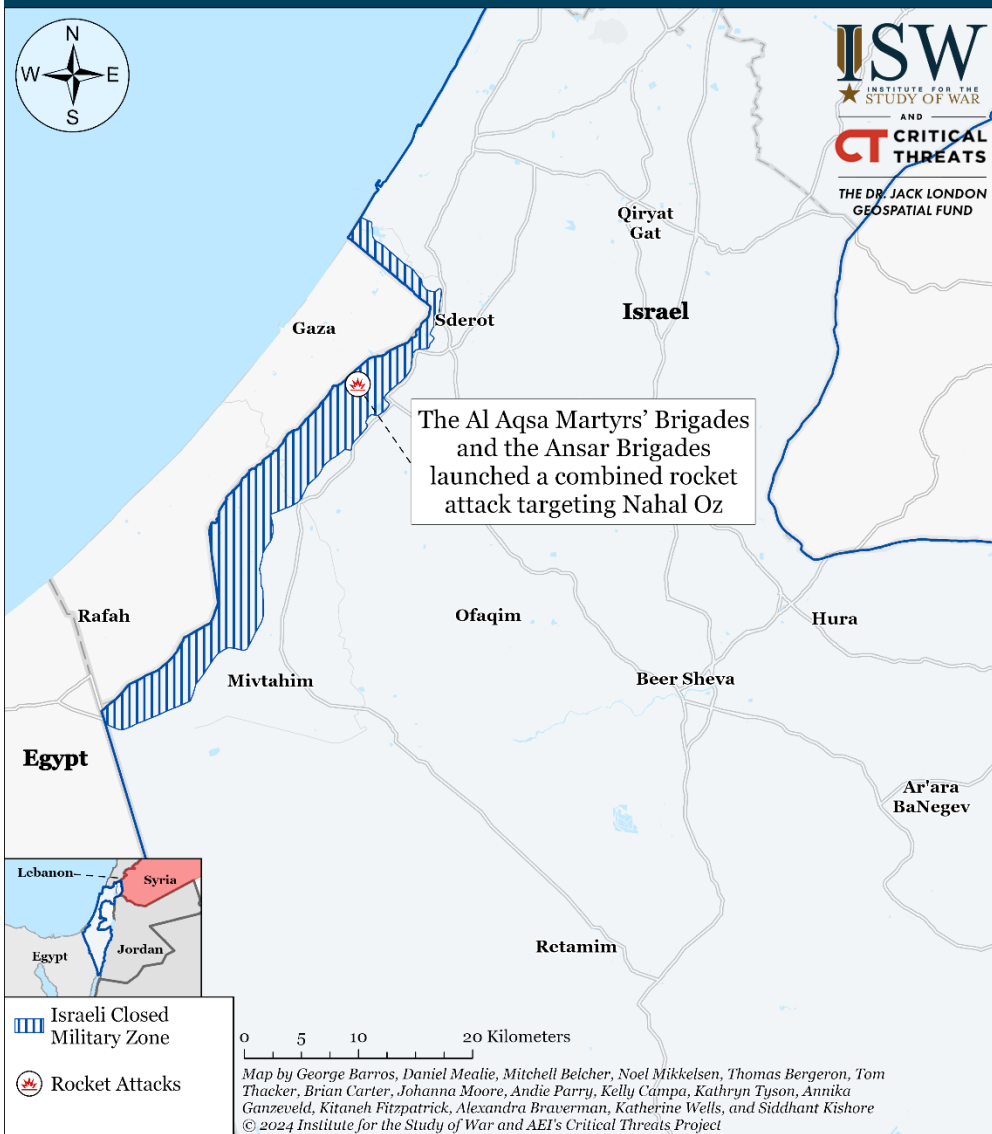 N
W E
S
ISW
INSTITUTE FOR THE
STUDY OF WAR
AND
CT CRITICAL
THREATS
THE DR. JACK LONDON
GEOSPATIAL FUND
Qiryat
Gat
Israel
Gaza
Sderot
The Al Aqsa Martyrs’ Brigades
and the Ansar Brigades
launched a combined rocket
attack targeting Nahal Oz
Rafah
Ofaqim
Hura
Mivtahim
Beer Sheva
Egypt
Ar'ara
BaNegev
Retamim
Lebanon
Syria
Egypt
Jordan
Israeli Closed
Military Zone
Rocket Attacks
0 5 10 20 Kilometers
Map by George Barros, Daniel Mealie, Mitchell Belcher, Noel Mikkelsen, Thomas Bergeron, Tom
Thacker, Brian Carter, Johanna Moore, Andie Parry, Kelly Campa, Kathryn Tyson, Annika
Ganzeveld, Kitaneh Fitzpatrick, Alexandra Braverman, Katherine Wells, and Siddhant Kishore
© 2024 Institute for the Study of War and AEI's Critical Threats Project